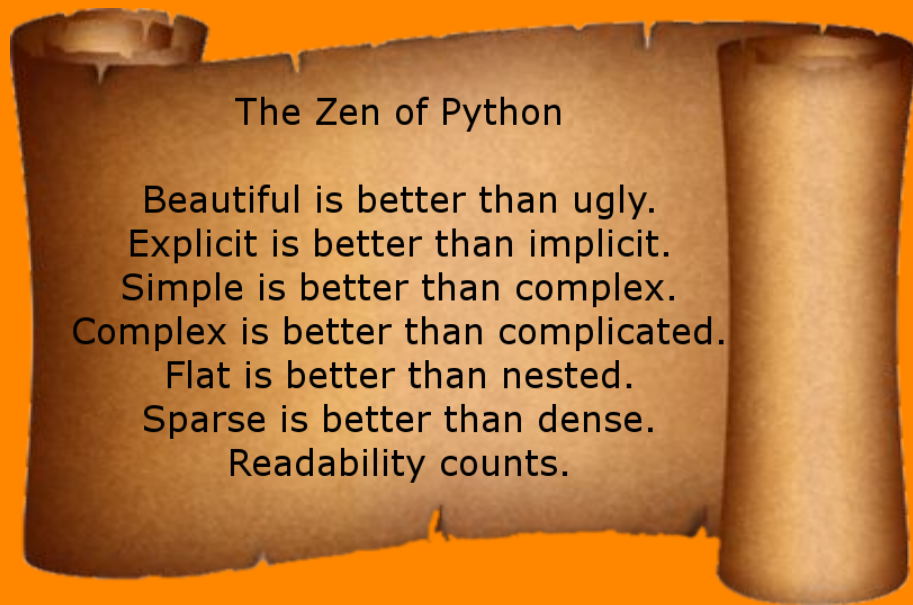 The Zen of Python
Beautiful is better than ugly.
Explicit is better than implicit.
Simple is better than complex.
Complex is better than complicated.
Flat is better than nested.
Sparse is better than dense.
Readability counts.